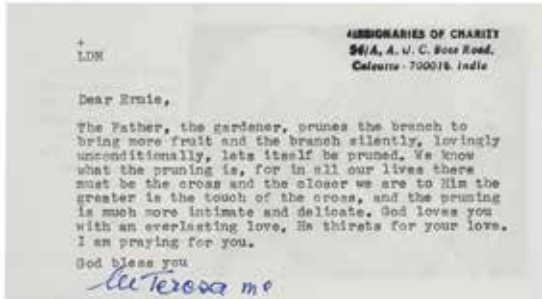 MISSIONARIES OF CHARITY
54/A, A. J. C. Bose Road,
Calcutta - 700016. India
+
LDM
Dear Ernie,
The Father, the gardener, prunes the branch to
bring more fruit and the branch silently, lovingly
unconditionally, lets itself be pruned. We know
what the pruning is, for in all our lives there
must be the cross and the closer we are to Him the
greater is the touch of the cross, and the pruning
is much more intimate and delicate. God loves you
with an everlasting love. He thirsts for your love.
I am praying for you.
God bless you
Teresa mc